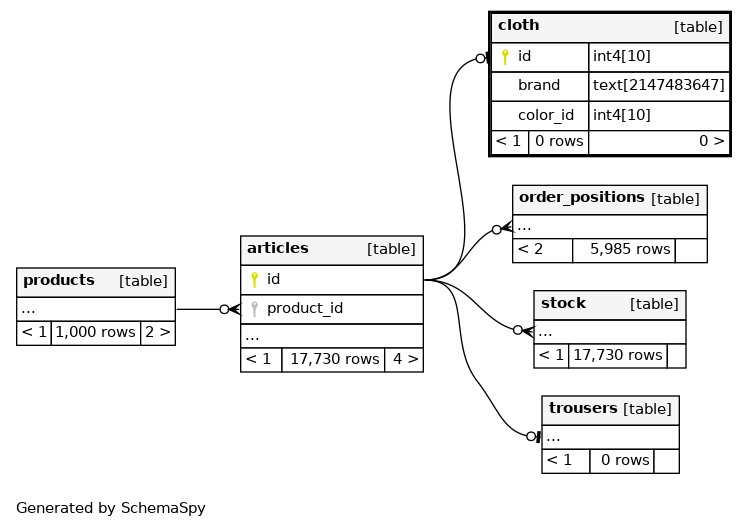 cloth [table]
id int4[10]
brand text[2147483647]
color_id int4[10]
< 1 0 rows 0 >
order_positions [table]
...
< 2 5,985 rows
articles [table]
id
product_id
...
< 1 17,730 rows 4 >
products [table]
...
< 1 1,000 rows 2 >
stock [table]
...
< 1 17,730 rows
trousers [table]
...
< 1 0 rows
Generated by SchemaSpy